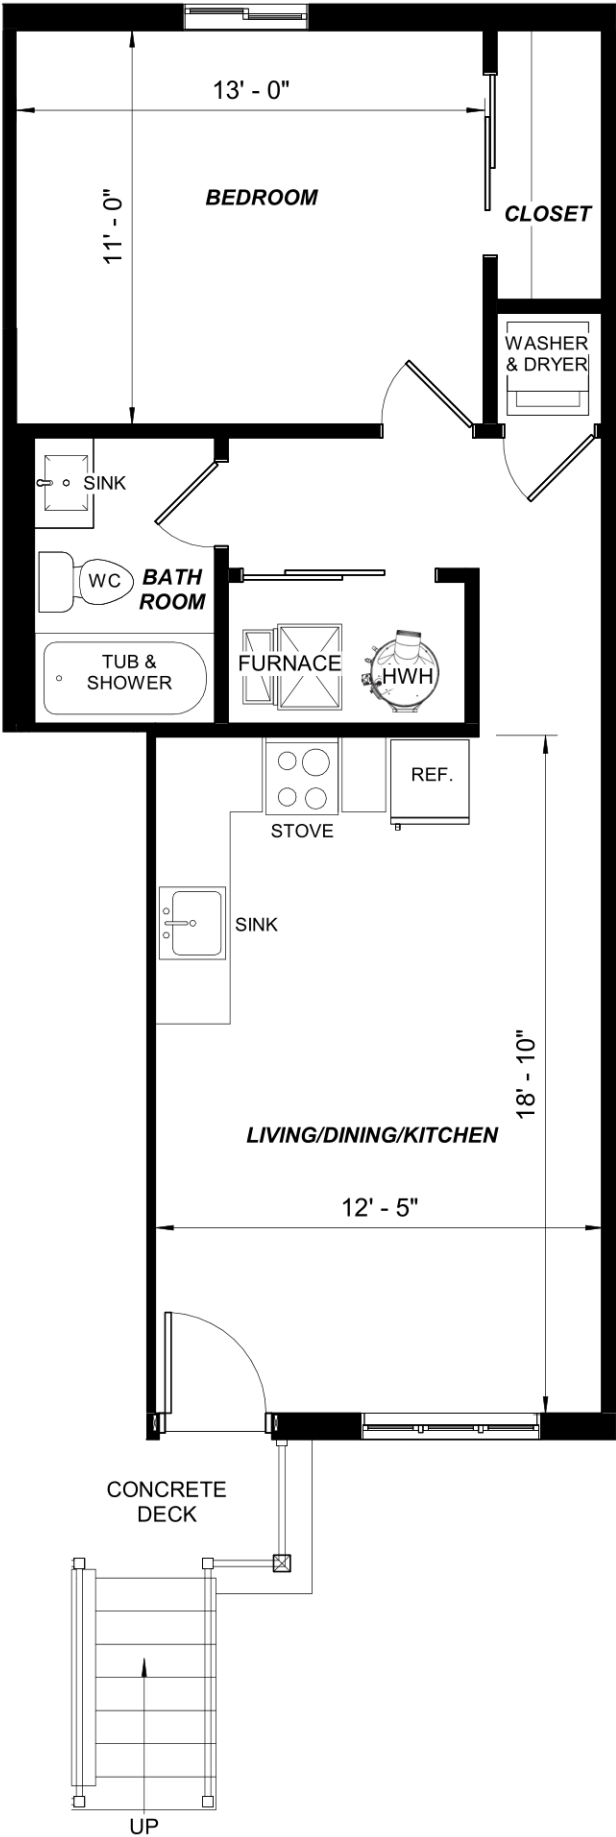 13' - 0"
11' - 0"
BEDROOM
CLOSET
WASHER
& DRYER
SINK
WC
BATH
ROOM
TUB &
SHOWER
FURNACE
HWH
REF.
STOVE
SINK
18' - 10"
LIVING/DINING/KITCHEN
12' - 5"
CONCRETE
DECK
UP